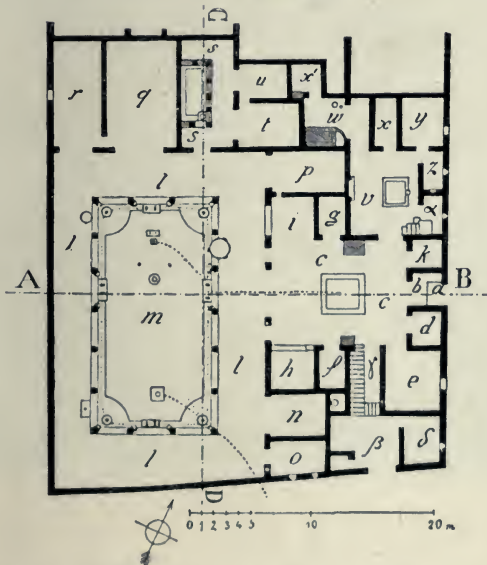 C
s
r q u x' w x y
s t
z
l p v α
i g
l c k
A m c b a B
d
l h f γ e
n
o β δ
l
D
0 1 2 3 4 5 10 20 m